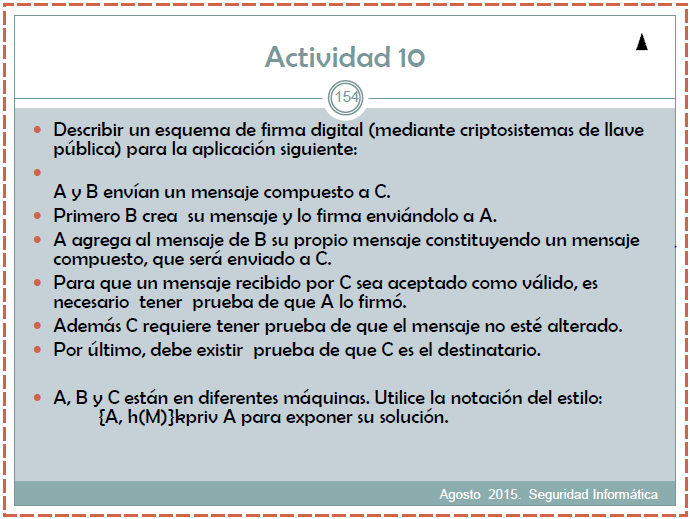 Actividad 10
154
• Describir un esquema de firma digital (mediante criptosistemas de llave
pública) para la aplicación siguiente:
•
A y B envían un mensaje compuesto a C.
• Primero B crea su mensaje y lo firma enviándolo a A.
• A agrega al mensaje de B su propio mensaje constituyendo un mensaje
compuesto, que será enviado a C.
• Para que un mensaje recibido por C sea aceptado como válido, es
necesario tener prueba de que A lo firmó.
• Además C requiere tener prueba de que el mensaje no esté alterado.
• Por último, debe existir prueba de que C es el destinatario.
• A, B y C están en diferentes máquinas. Utilice la notación del estilo:
{A, h(M)}kpriv A para exponer su solución.
Agosto 2015. Seguridad Informática